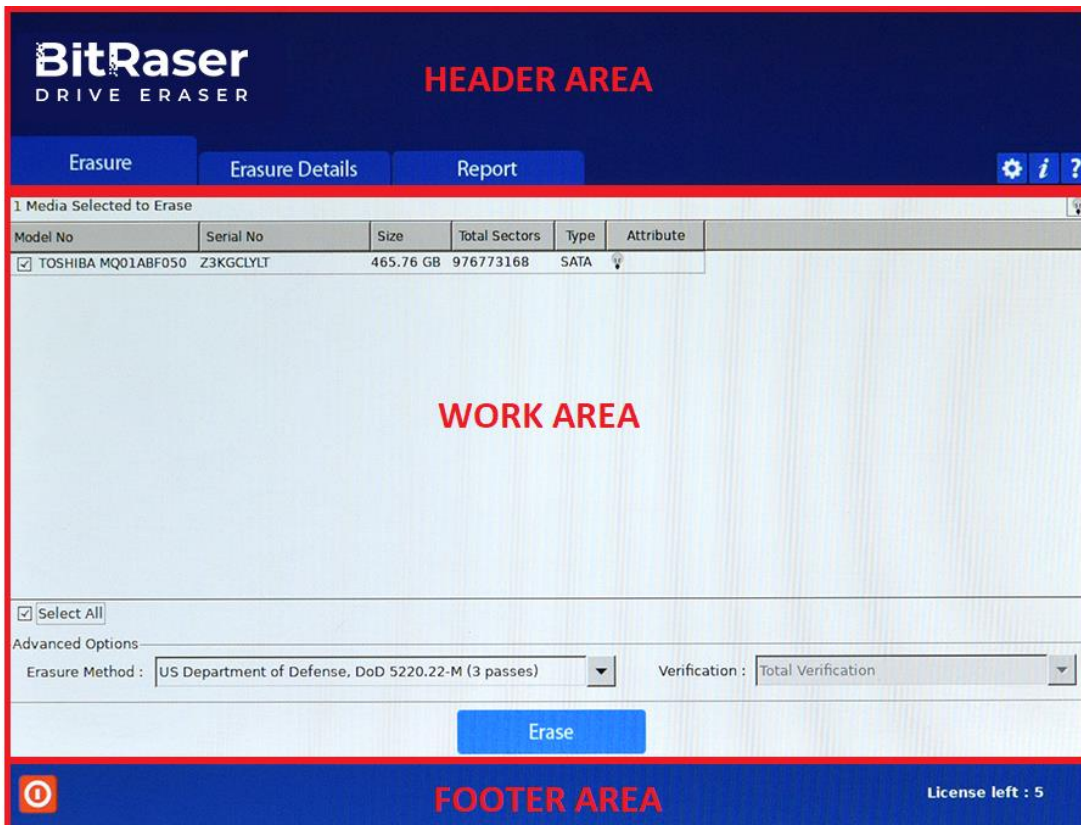 BitRaser
DRIVE ERASER
HEADER AREA
Erasure Erasure Details Report i ?
1 Media Selected to Erase
Model No Serial No Size Total Sectors Type Attribute
TOSHIBA MQ01ABF050 Z3KGCLYLT 465.76 GB 976773168 SATA
WORK AREA
Select All
Advanced Options
Erasure Method : US Department of Defense, DoD 5220.22-M (3 passes) Verification : Total Verification
Erase
FOOTER AREA License left : 5